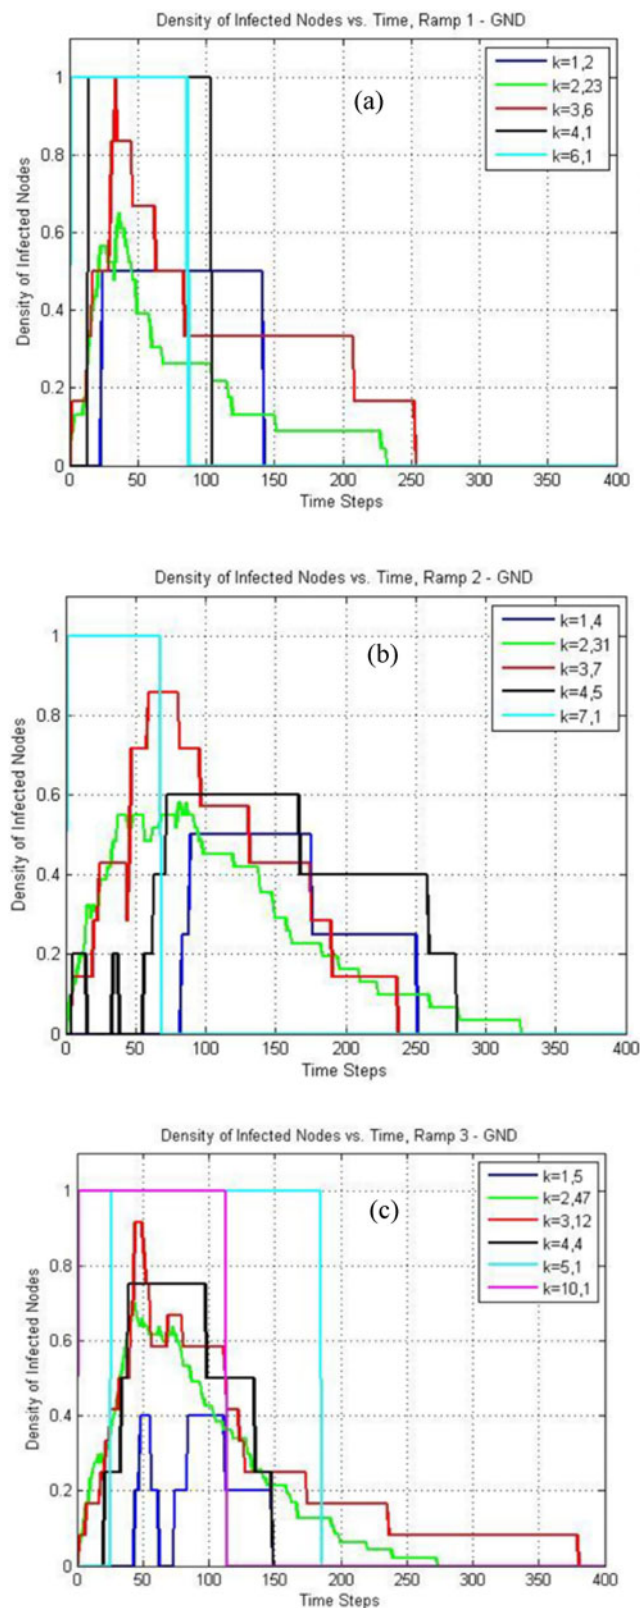 Density of Infected Nodes vs. Time, Ramp 1 - GND
Density of Infected Nodes
1
0.8
0.6
0.4
0.2
0
(a)
k=1,2
k=2,23
k=3,6
k=4,1
k=6,1
0 50 100 150 200 250 300 350 400
Time Steps
Density of Infected Nodes vs. Time, Ramp 2 - GND
Density of Infected Nodes
1
0.8
0.6
0.4
0.2
0
(b)
k=1,4
k=2,31
k=3,7
k=4,5
k=7,1
0 50 100 150 200 250 300 350 400
Time Steps
Density of Infected Nodes vs. Time, Ramp 3 - GND
Density of Infected Nodes
1
0.8
0.6
0.4
0.2
0
(c)
k=1,5
k=2,47
k=3,12
k=4,4
k=5,1
k=10,1
0 50 100 150 200 250 300 350 400
Time Steps